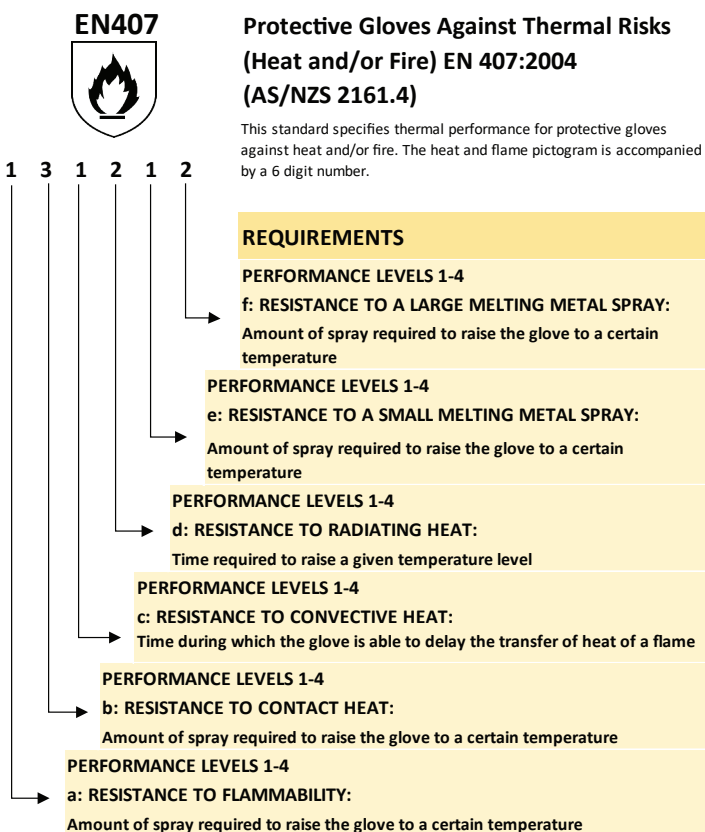 EN407
Protective Gloves Against Thermal Risks
(Heat and/or Fire) EN 407:2004
(AS/NZS 2161.4)
This standard specifies thermal performance for protective gloves
against heat and/or fire. The heat and flame pictogram is accompanied
by a 6 digit number.
1 3 1 2 1 2
REQUIREMENTS
PERFORMANCE LEVELS 1-4
f: RESISTANCE TO A LARGE MELTING METAL SPRAY:
Amount of spray required to raise the glove to a certain
temperature
PERFORMANCE LEVELS 1-4
e: RESISTANCE TO A SMALL MELTING METAL SPRAY:
Amount of spray required to raise the glove to a certain
temperature
PERFORMANCE LEVELS 1-4
d: RESISTANCE TO RADIATING HEAT:
Time required to raise a given temperature level
PERFORMANCE LEVELS 1-4
c: RESISTANCE TO CONVECTIVE HEAT:
Time during which the glove is able to delay the transfer of heat of a flame
PERFORMANCE LEVELS 1-4
b: RESISTANCE TO CONTACT HEAT:
Amount of spray required to raise the glove to a certain temperature
PERFORMANCE LEVELS 1-4
a: RESISTANCE TO FLAMMABILITY:
Amount of spray required to raise the glove to a certain temperature